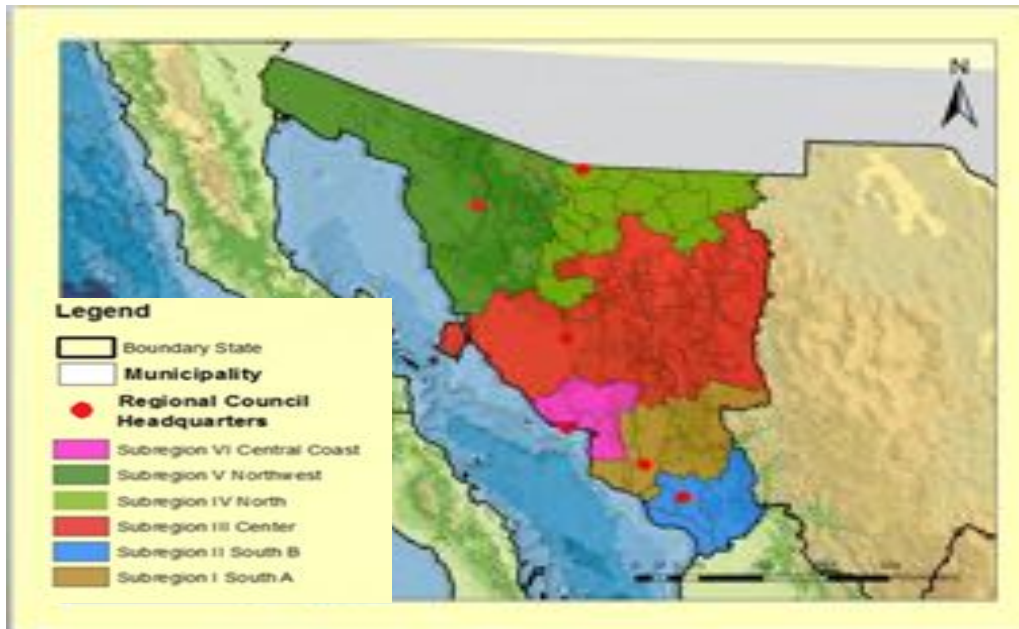 N
Legend
Boundary State
Municipality
Regional Council
Headquarters
Subregion VI Central Coast
Subregion V Northwest
Subregion IV North
Subregion III Center
Subregion II South B
Subregion I South A